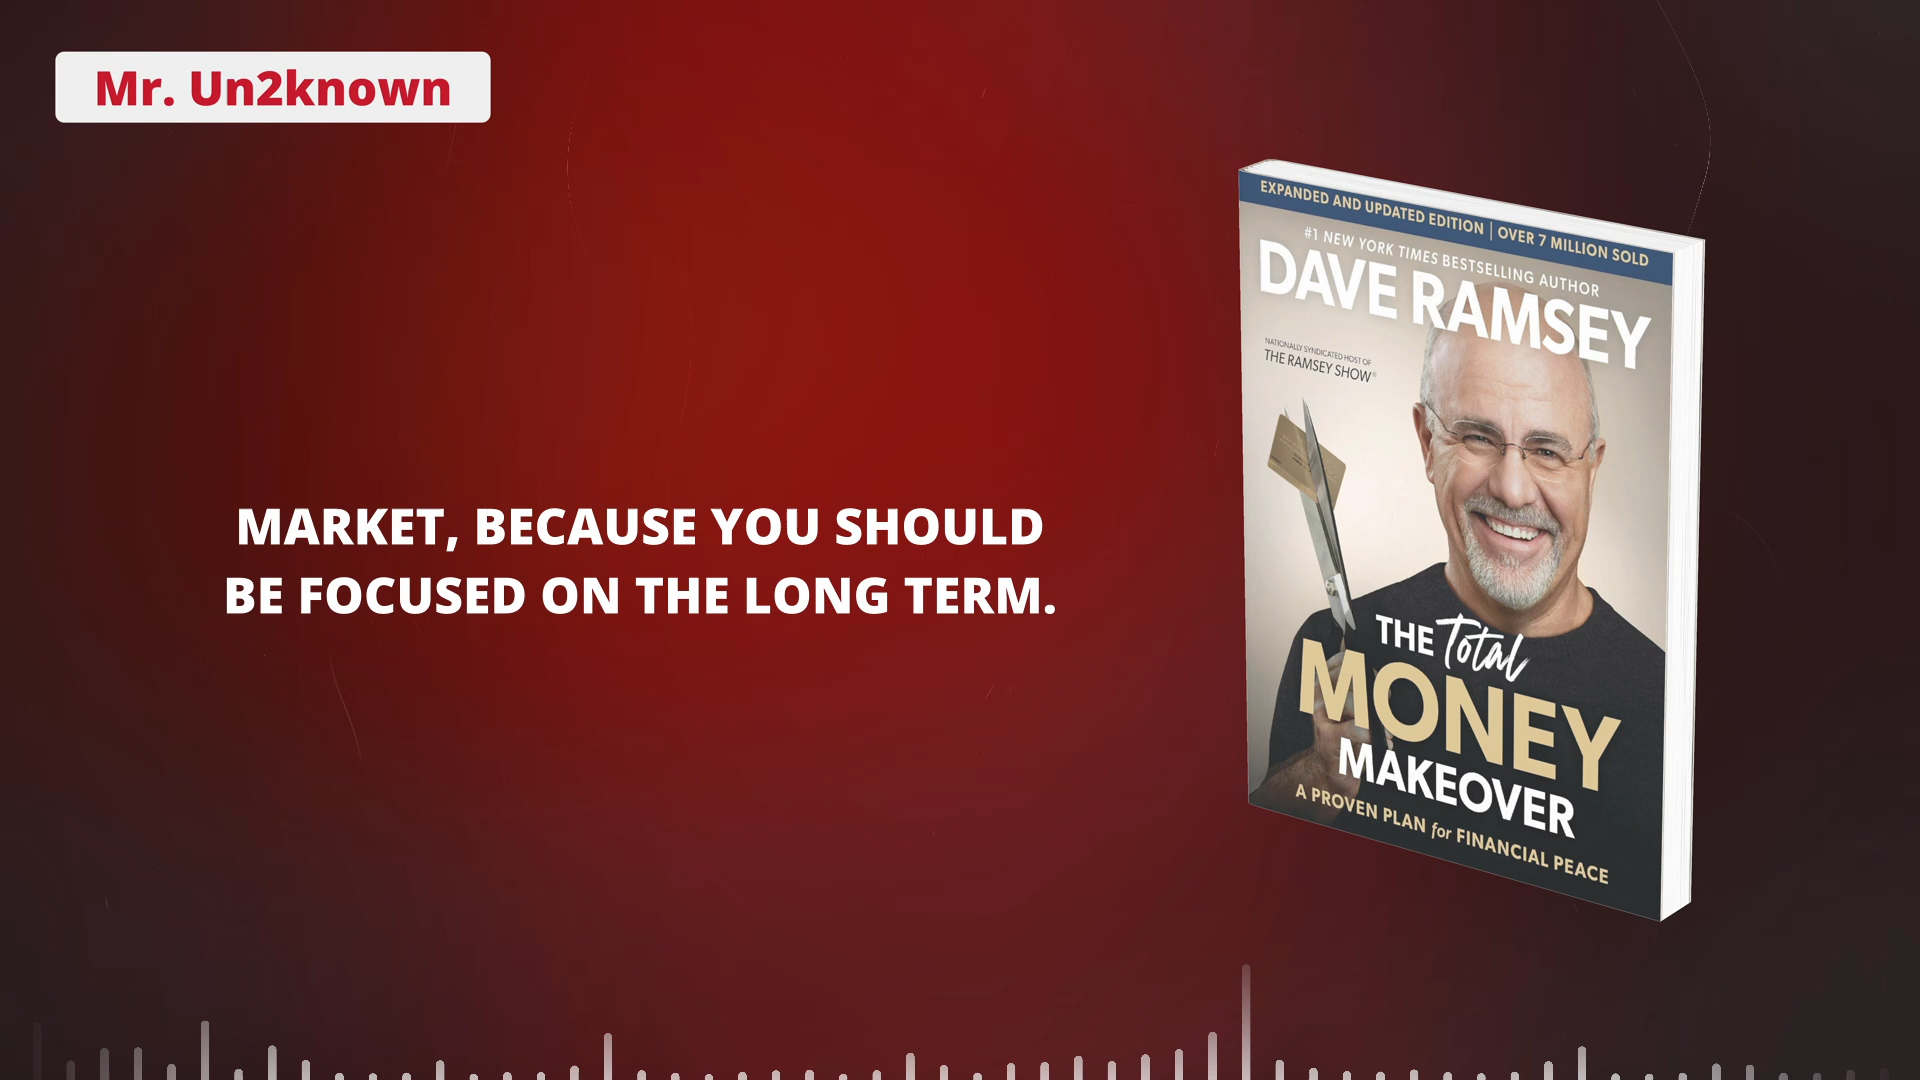 Mr. Un2known
MARKET, BECAUSE YOU SHOULD
BE FOCUSED ON THE LONG TERM.
EXPANDED AND UPDATED EDITION | OVER 7 MILLION SOLD
#1 NEW YORK TIMES BESTSELLING AUTHOR
DAVE RAMSEY
NATIONALLY SYNDICATED HOST OF
THE RAMSEY SHOW®
THE Total
MONEY
MAKEOVER
A PROVEN PLAN for FINANCIAL PEACE